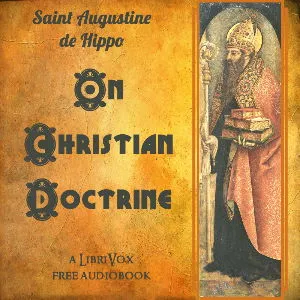 Saint Augustine
de Hippo
On
Christian
Doctrine
a LibriVox
free audiobook